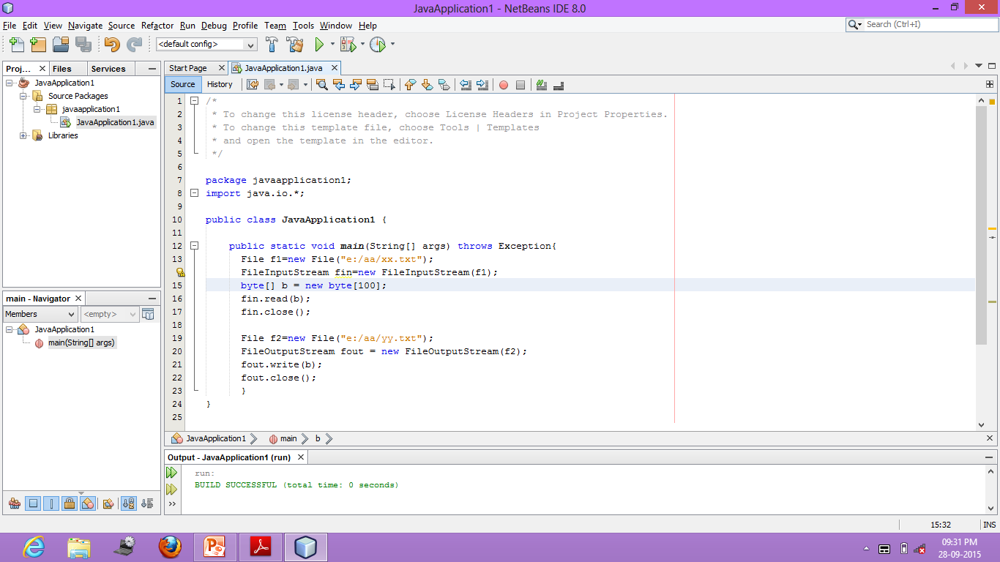 JavaApplication1 - NetBeans IDE 8.0
File Edit View Navigate Source Refactor Run Debug Profile Team Tools Window Help
Search (Ctrl+I)
<default config>
Proj... Files Services
JavaApplication1
Source Packages
javaapplication1
JavaApplication1.java
Libraries
Start Page JavaApplication1.java
Source History
1 /*
2 * To change this license header, choose License Headers in Project Properties.
3 * To change this template file, choose Tools | Templates
4 * and open the template in the editor.
5 */
6
7 package javaapplication1;
8 import java.io.*;
9
10 public class JavaApplication1 {
11
12 public static void main(String[] args) throws Exception{
13 File f1=new File("e:/aa/xx.txt");
FileInputStream fin=new FileInputStream(f1);
15 byte[] b = new byte[100];
16 fin.read(b);
17 fin.close();
18
19 File f2=new File("e:/aa/yy.txt");
20 FileOutputStream fout = new FileOutputStream(f2);
21 fout.write(b);
22 fout.close();
23 }
24 }
25
main - Navigator
Members <empty>
JavaApplication1
main(String[] args)
JavaApplication1 main b
Output - JavaApplication1 (run)
run:
BUILD SUCCESSFUL (total time: 0 seconds)
15:32 INS
09:31 PM
28-09-2015